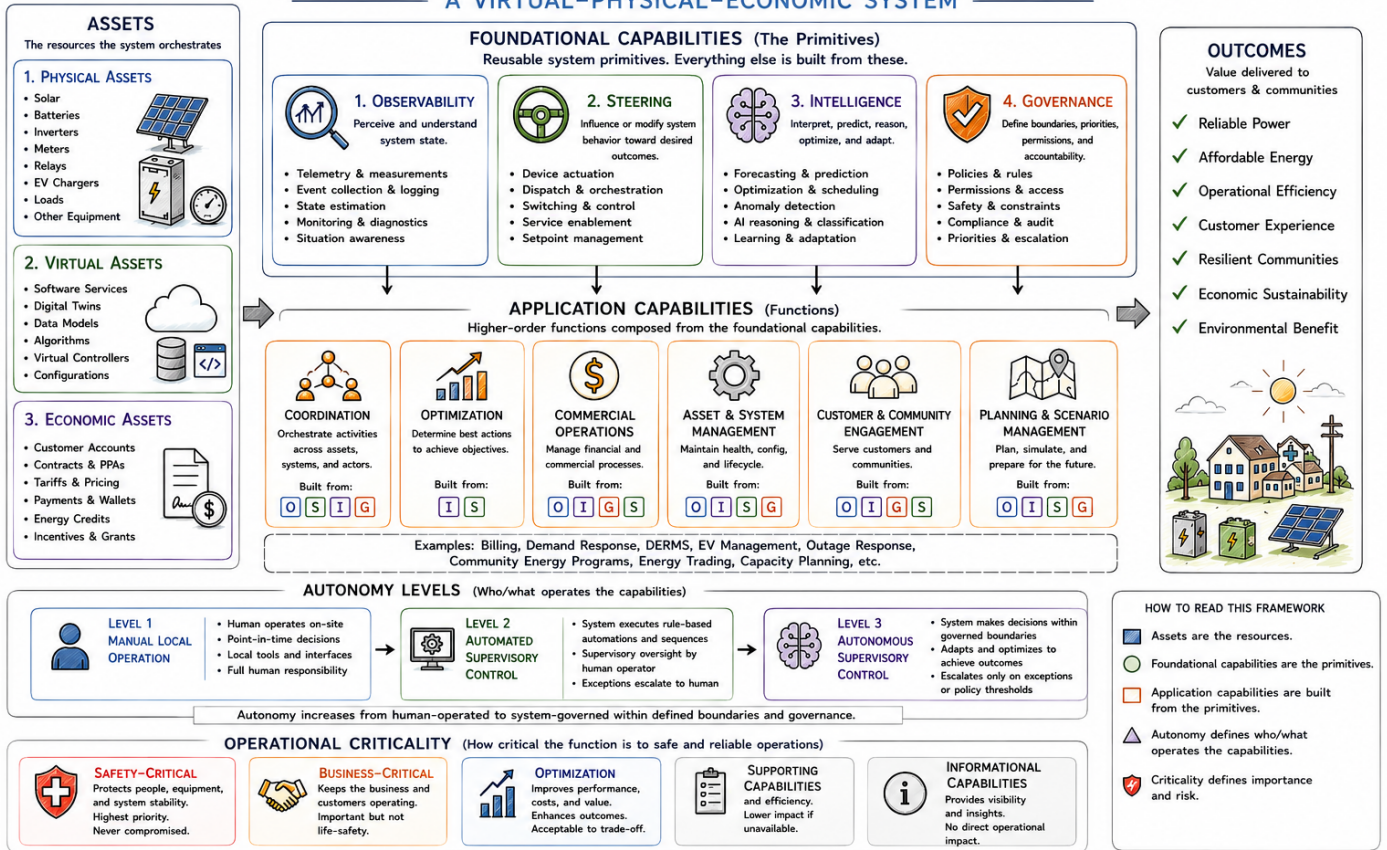 A VIRTUAL-PHYSICAL-ECONOMIC SYSTEM
ASSETS
The resources the system orchestrates
1. PHYSICAL ASSETS
• Solar
• Batteries
• Inverters
• Meters
• Relays
• EV Chargers
• Loads
• Other Equipment
2. VIRTUAL ASSETS
• Software Services
• Digital Twins
• Data Models
• Algorithms
• Virtual Controllers
• Configurations
</>
3. ECONOMIC ASSETS
• Customer Accounts
• Contracts & PPAs
• Tariffs & Pricing
• Payments & Wallets
• Energy Credits
• Incentives & Grants
$
FOUNDATIONAL CAPABILITIES (The Primitives)
Reusable system primitives. Everything else is built from these.
1. OBSERVABILITY
Perceive and understand
system state.
• Telemetry & measurements
• Event collection & logging
• State estimation
• Monitoring & diagnostics
• Situation awareness
2. STEERING
Influence or modify system
behavior toward desired
outcomes.
• Device actuation
• Dispatch & orchestration
• Switching & control
• Service enablement
• Setpoint management
3. INTELLIGENCE
Interpret, predict, reason,
optimize, and adapt.
• Forecasting & prediction
• Optimization & scheduling
• Anomaly detection
• AI reasoning & classification
• Learning & adaptation
4. GOVERNANCE
Define boundaries, priorities,
permissions, and
accountability.
• Policies & rules
• Permissions & access
• Safety & constraints
• Compliance & audit
• Priorities & escalation
APPLICATION CAPABILITIES (Functions)
Higher-order functions composed from the foundational capabilities.
COORDINATION
Orchestrate activities
across assets,
systems, and actors.
Built from:
O S I G
OPTIMIZATION
Determine best actions
to achieve objectives.
Built from:
I S
$
COMMERCIAL
OPERATIONS
Manage financial and
commercial processes.
Built from:
O I G S
ASSET & SYSTEM
MANAGEMENT
Maintain health, config,
and lifecycle.
Built from:
O I S G
CUSTOMER & COMMUNITY
ENGAGEMENT
Serve customers and
communities.
Built from:
O I G S
PLANNING & SCENARIO
MANAGEMENT
Plan, simulate, and
prepare for the future.
Built from:
O I S G
Examples: Billing, Demand Response, DERMS, EV Management, Outage Response,
Community Energy Programs, Energy Trading, Capacity Planning, etc.
OUTCOMES
Value delivered to
customers & communities
✓ Reliable Power
✓ Affordable Energy
✓ Operational Efficiency
✓ Customer Experience
✓ Resilient Communities
✓ Economic Sustainability
✓ Environmental Benefit
AUTONOMY LEVELS (Who/what operates the capabilities)
LEVEL 1
MANUAL LOCAL
OPERATION
• Human operates on-site
• Point-in-time decisions
• Local tools and interfaces
• Full human responsibility
LEVEL 2
AUTOMATED
SUPERVISORY
CONTROL
• System executes rule-based
automations and sequences
• Supervisory oversight by
human operator
• Exceptions escalate to human
LEVEL 3
AUTONOMOUS
SUPERVISORY
CONTROL
• System makes decisions within
governed boundaries
• Adapts and optimizes to
achieve outcomes
• Escalates only on exceptions
or policy thresholds
Autonomy increases from human-operated to system-governed within defined boundaries and governance.
OPERATIONAL CRITICALITY (How critical the function is to safe and reliable operations)
SAFETY-CRITICAL
Protects people, equipment,
and system stability.
Highest priority.
Never compromised.
BUSINESS-CRITICAL
Keeps the business and
customers operating.
Important but not
life-safety.
OPTIMIZATION
Improves performance,
costs, and value.
Enhances outcomes.
Acceptable to trade-off.
SUPPORTING
CAPABILITIES
and efficiency.
Lower impact if
unavailable.
INFORMATIONAL
CAPABILITIES
Provides visibility
and insights.
No direct operational
impact.
HOW TO READ THIS FRAMEWORK
Assets are the resources.
Foundational capabilities are the primitives.
Application capabilities are built
from the primitives.
Autonomy defines who/what
operates the capabilities.
Criticality defines importance
and risk.